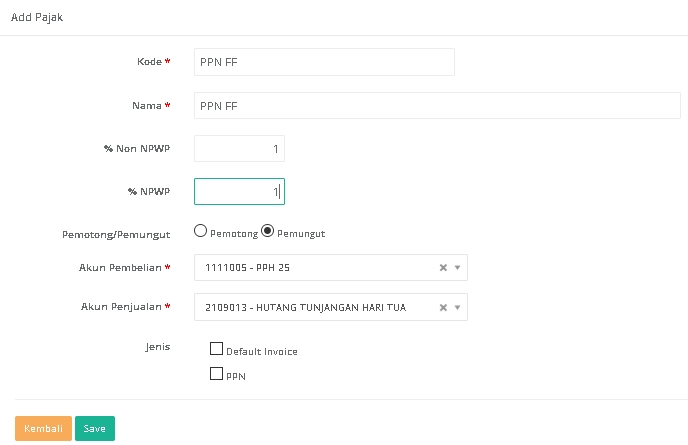 Add Pajak
Kode *
PPN FF
Nama *
PPN FF
% Non NPWP
1
% NPWP
1
Pemotong/Pemungut
Pemotong Pemungut
Akun Pembelian *
1111005 - PPH 25
Akun Penjualan *
2109013 - HUTANG TUNJANGAN HARI TUA
Jenis
Default Invoice
PPN
Kembali Save